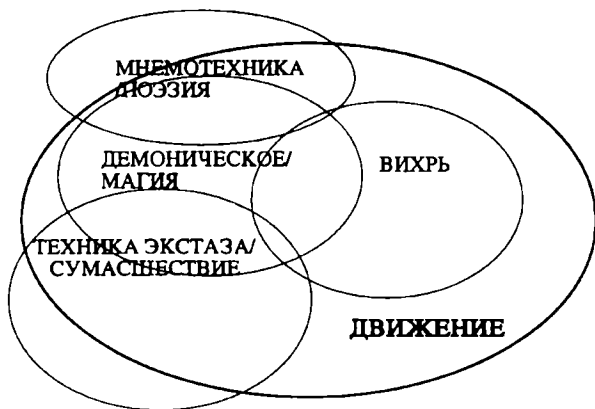 МНЕМОТЕХНИКА
/ПОЭЗИЯ
ДЕМОНИЧЕСКОЕ/
МАГИЯ
ВИХРЬ
ТЕХНИКА ЭКСТАЗА/
СУМАСШЕСТВИЕ
ДВИЖЕНИЕ